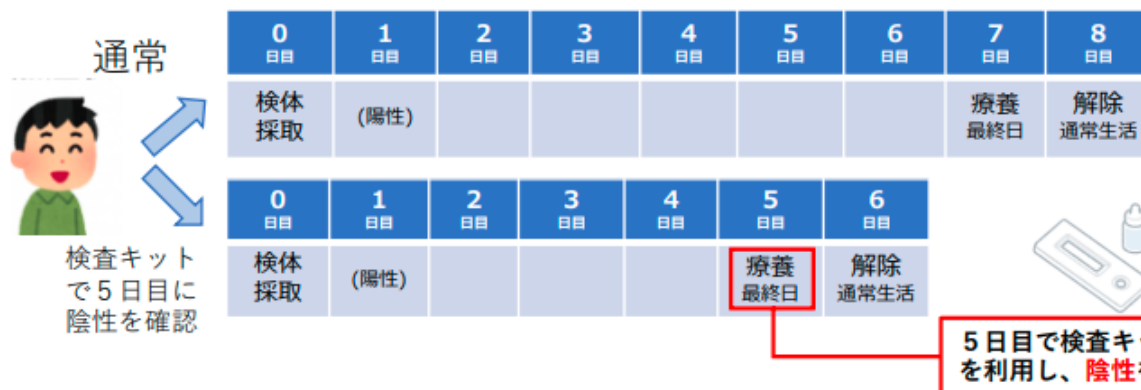 通常
0 1 2 3 4 5 6 7 8
日目 日目 日目 日目 日目 日目 日目 日目 日目
検体 (陽性) 療養 解除
採取 最終日 通常生活
0 1 2 3 4 5 6
日目 日目 日目 日目 日目 日目 日目
検体 (陽性) 療養 解除
採取 最終日 通常生活
検査キット
で5日目に
陰性を確認
5日目で検査キ
を利用し、陰性